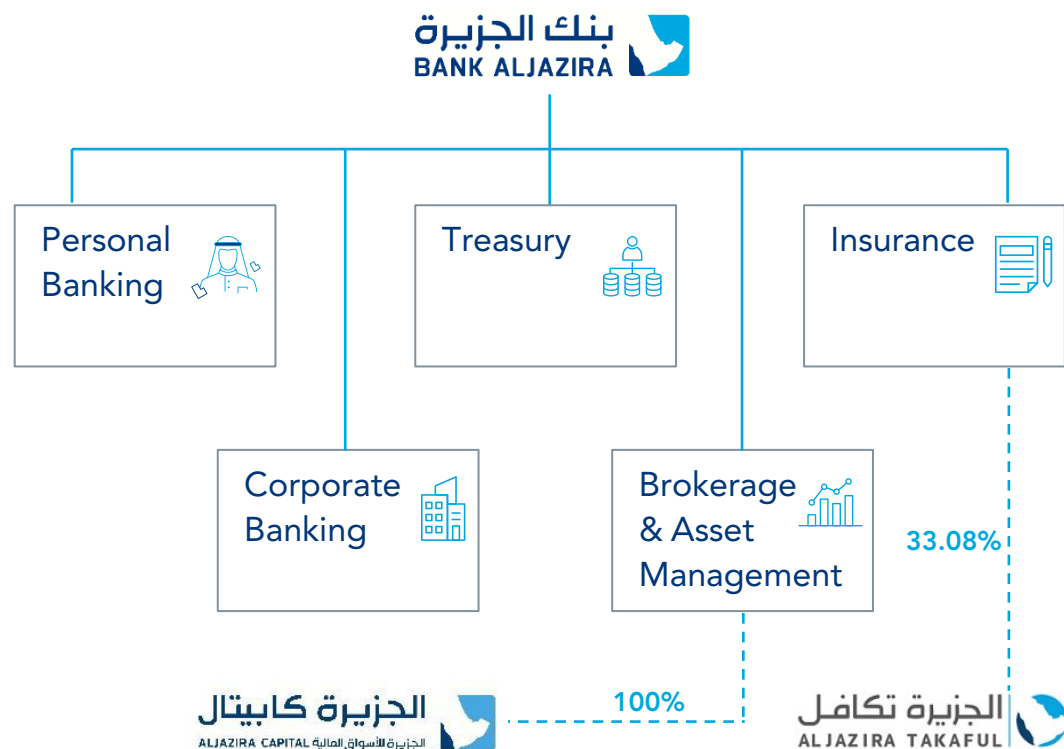 بنك الجزيرة
BANK ALJAZIRA
Personal
Banking
Treasury
Insurance
Corporate
Banking
Brokerage
& Asset
Management
33.08%
100%
الجزيرة كابيتال
الجزيرة للأسواق المالية ALJAZIRA CAPITAL
الجزيرة تكافل
ALJAZIRA TAKAFUL